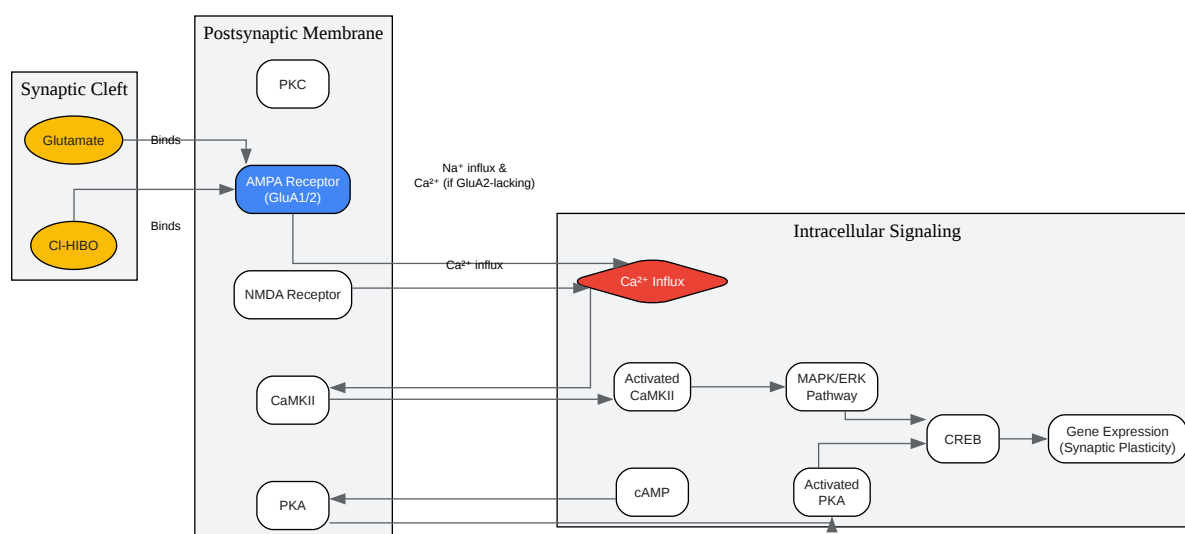 Postsynaptic Membrane
Synaptic Cleft
PKC
Glutamate
Binds
AMPA Receptor
(GluA1/2)
Na⁺ influx &
Ca²⁺ (if GluA2-lacking)
Cl-HIBO
Binds
Intracellular Signaling
Ca²⁺ influx
NMDA Receptor
Ca²⁺ Influx
CaMKII
Activated
CaMKII
MAPK/ERK
Pathway
CREB
Gene Expression
(Synaptic Plasticity)
PKA
cAMP
Activated
PKA